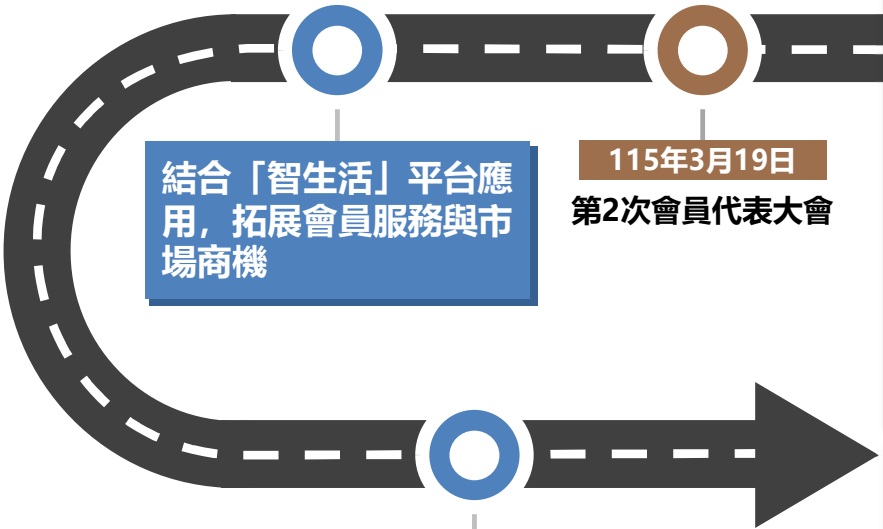 結合「智生活」平台應
用，拓展會員服務與市
場商機
115年3月19日
第2次會員代表大會